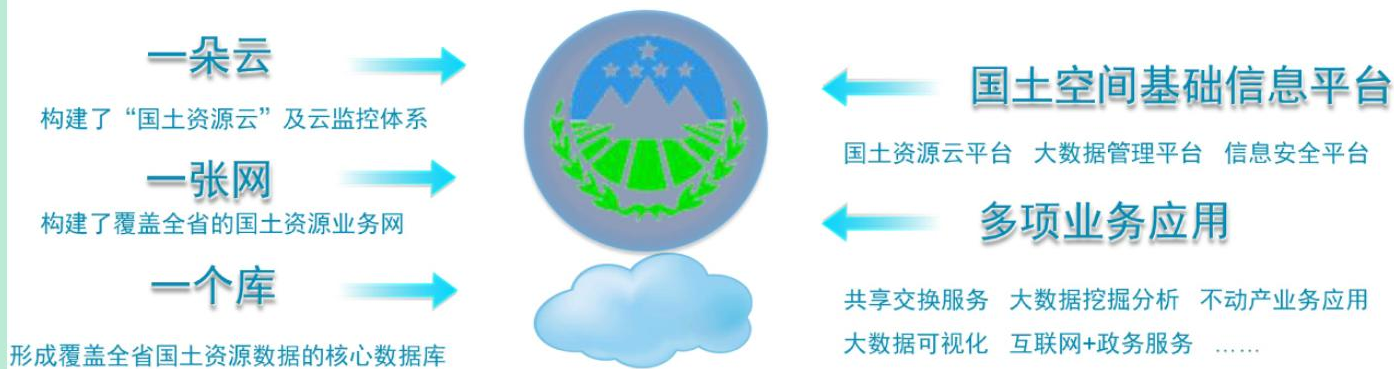 一朵云
构建了“国土资源云”及云监控体系
一张网
构建了覆盖全省的国土资源业务网
一个库
形成覆盖全省国土资源数据的核心数据库
国土空间基础信息平台
国土资源云平台 大数据管理平台 信息安全平台
多项业务应用
共享交换服务 大数据挖掘分析 不动产业务应用
大数据可视化 互联网+政务服务 ……